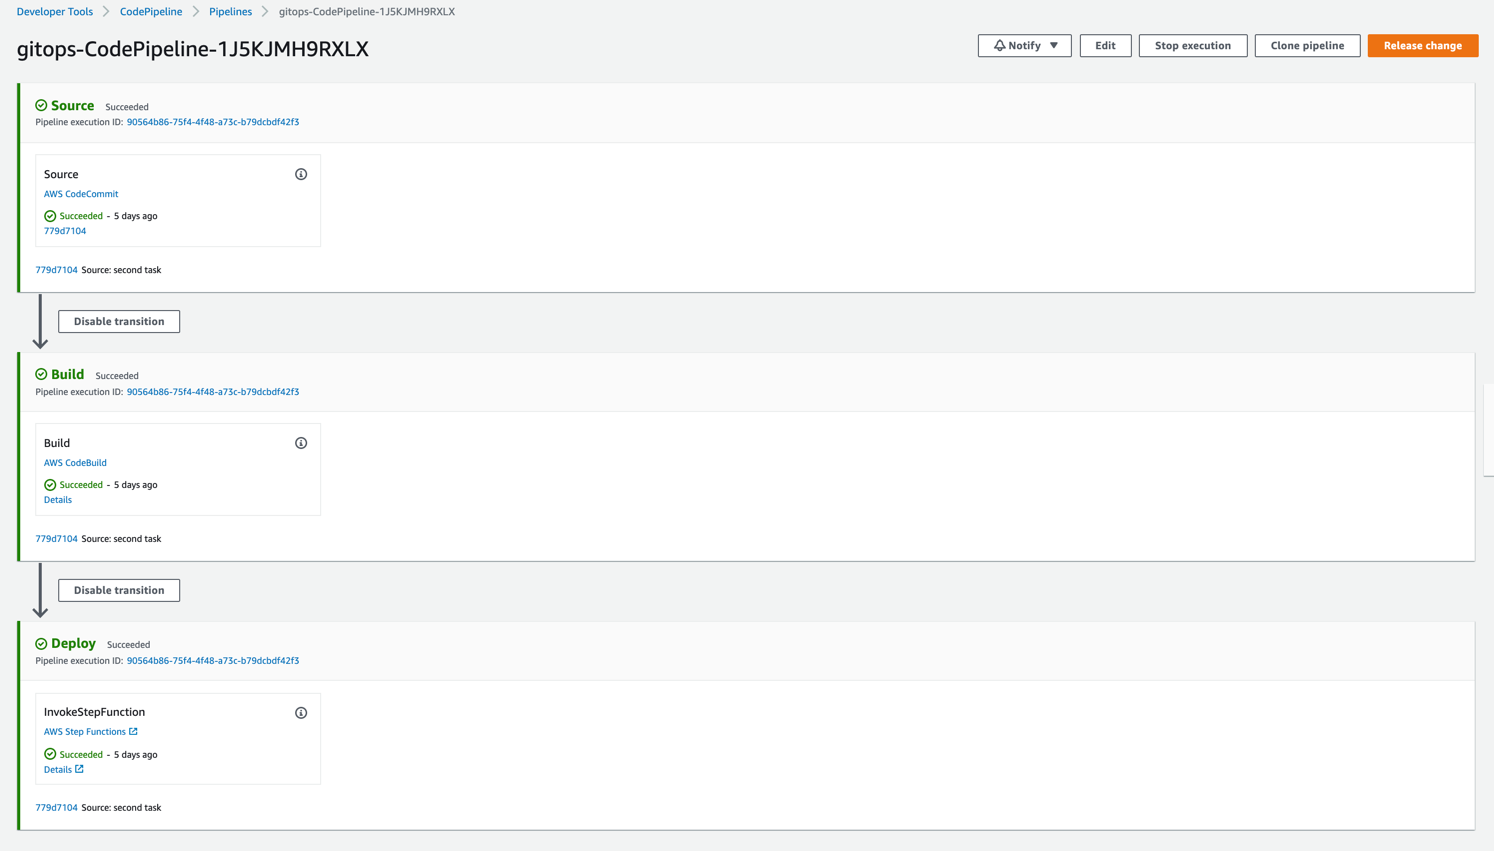 Developer Tools > CodePipeline > Pipelines > gitops-CodePipeline-1J5KJMH9RXLX
gitops-CodePipeline-1J5KJMH9RXLX
Notify Edit Stop execution Clone pipeline Release change
Source Succeeded
Pipeline execution ID: 90564b86-75f4-4f48-a73c-b79dcbdf42f3
Source
AWS CodeCommit
Succeeded - 5 days ago
779d7104
779d7104 Source: second task
Disable transition
Build Succeeded
Pipeline execution ID: 90564b86-75f4-4f48-a73c-b79dcbdf42f3
Build
AWS CodeBuild
Succeeded - 5 days ago
Details
779d7104 Source: second task
Disable transition
Deploy Succeeded
Pipeline execution ID: 90564b86-75f4-4f48-a73c-b79dcbdf42f3
InvokeStepFunction
AWS Step Functions
Succeeded - 5 days ago
Details
779d7104 Source: second task